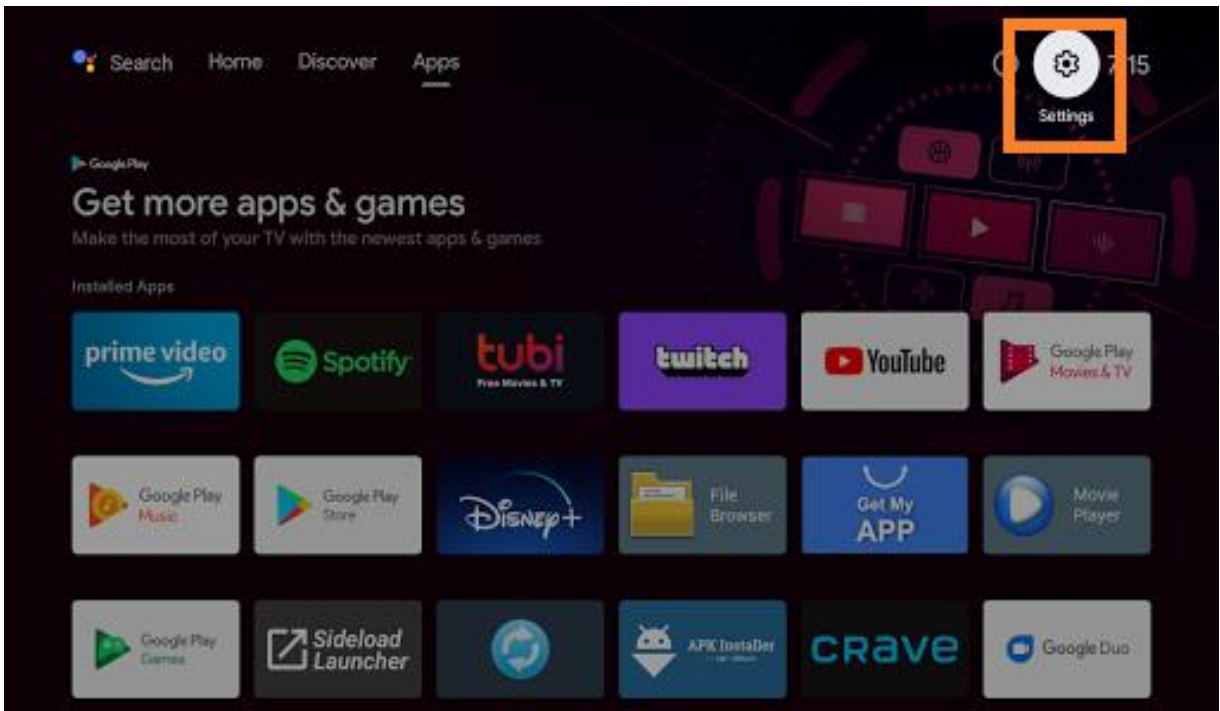 Search Home Discover Apps
7:15
Settings
Google Play
Get more apps & games
Make the most of your TV with the newest apps & games
Installed Apps
prime video
Spotify
tubi
Free Movies & TV
twitch
YouTube
Google Play
Movies & TV
Google Play
Music
Google Play
Store
Disney+
File
Browser
Get My
APP
Movie
Player
Google Play
Games
Sideload
Launcher
APK Installer
crave
Google Duo